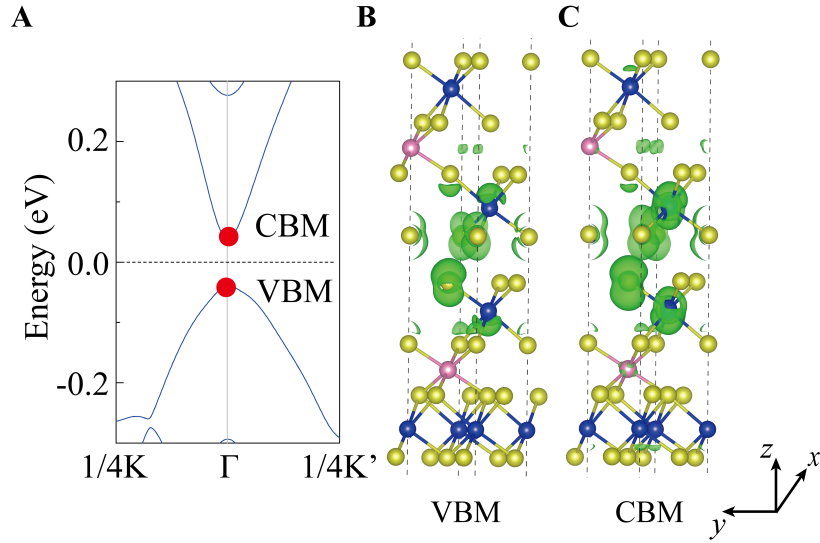 A
B
C
Energy (eV)
0.2
0.0
-0.2
CBM
VBM
1/4K
Γ
1/4K’
VBM
CBM
z
x
y